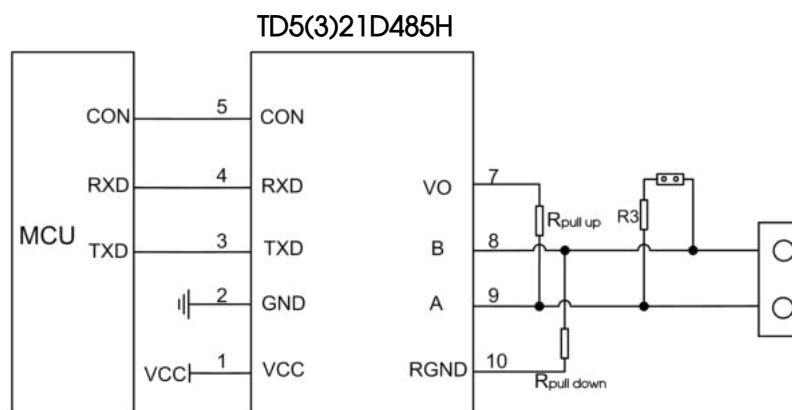 TD5(3)21D485H
CON 5 CON
RXD 4 RXD
VO 7
Rpull up
R3
MCU
TXD 3 TXD
B 8
GND 2
A 9
VCC 1 VCC
RGND 10
Rpull down